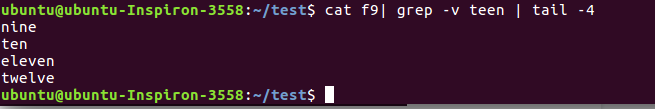 ubuntu@ubuntu-Inspiron-3558:~/test$ cat f9| grep -v teen | tail -4
nine
ten
eleven
twelve
ubuntu@ubuntu-Inspiron-3558:~/test$